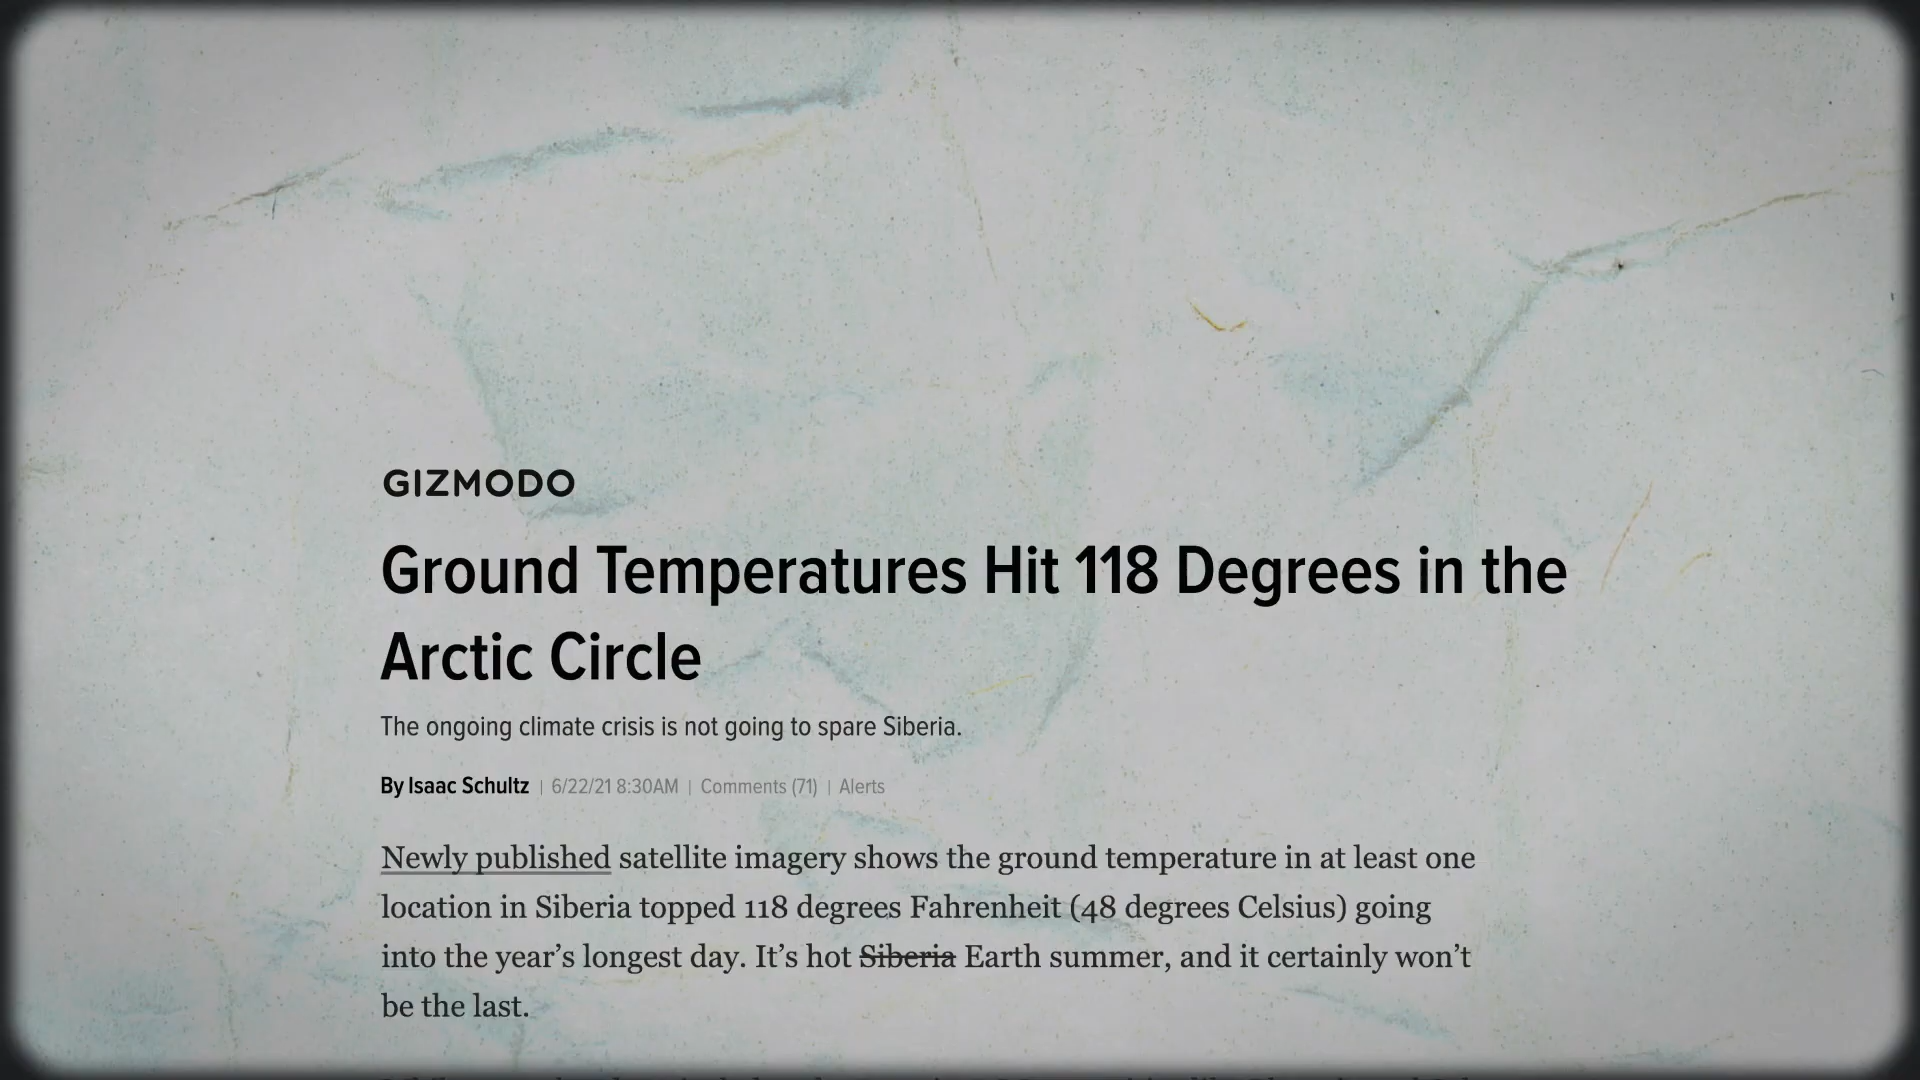 GIZMODO
Ground Temperatures Hit 118 Degrees in the
Arctic Circle
The ongoing climate crisis is not going to spare Siberia.
By Isaac Schultz | 6/22/21 8:30AM | Comments (71) | Alerts
Newly published satellite imagery shows the ground temperature in at least one
location in Siberia topped 118 degrees Fahrenheit (48 degrees Celsius) going
into the year’s longest day. It’s hot Siberia Earth summer, and it certainly won’t
be the last.